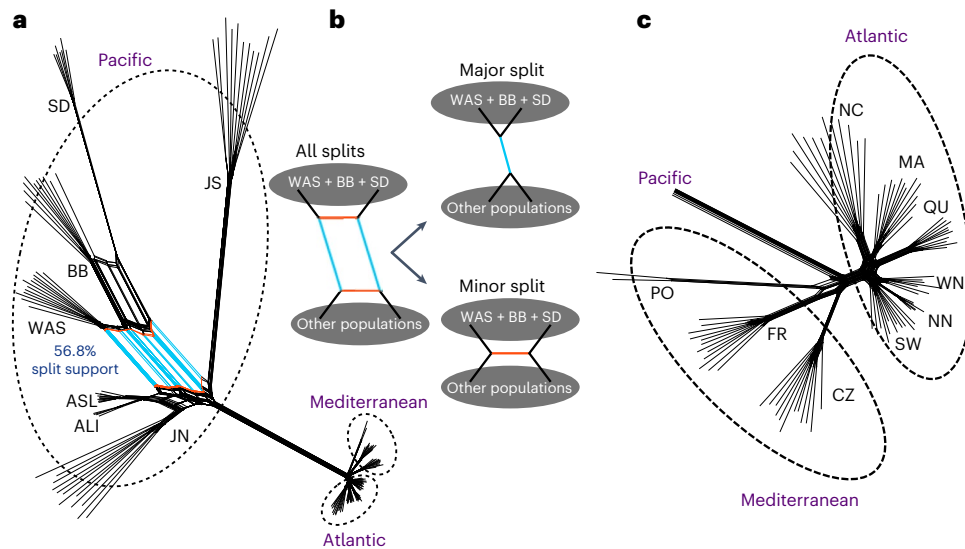 a
Pacific
SD
JS
BB
WAS
56.8%
split support
ASL
ALI
JN
Mediterranean
Atlantic
b
All splits
WAS + BB + SD
Other populations
Major split
WAS + BB + SD
Other populations
Minor split
WAS + BB + SD
Other populations
c
Atlantic
NC
MA
Pacific
QU
PO
WN
NN
FR
SW
CZ
Mediterranean